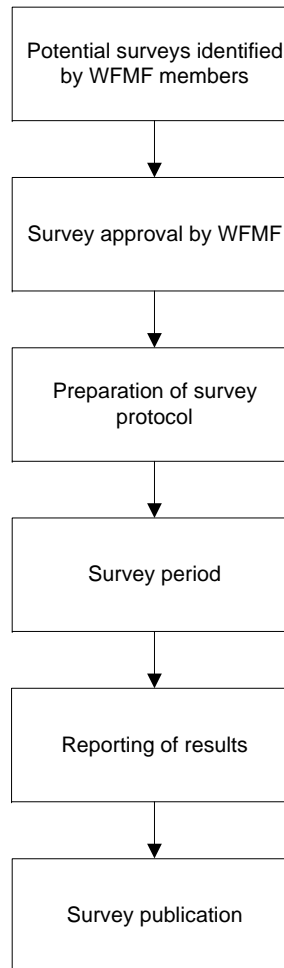 Potential surveys identified
by WFMF members
Survey approval by WFMF
Preparation of survey
protocol
Survey period
Reporting of results
Survey publication